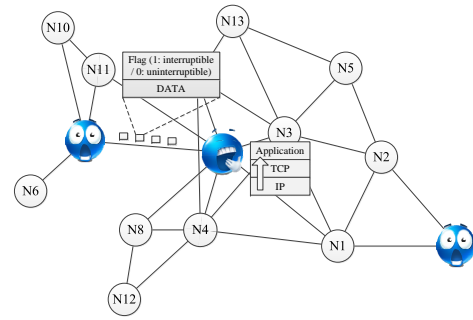 N13
N10
Flag (1: interruptible
/ 0: uninterruptible)
DATA
N11
N5
N3
Application
TCP
IP
N2
N6
N8
N4
N1
N12